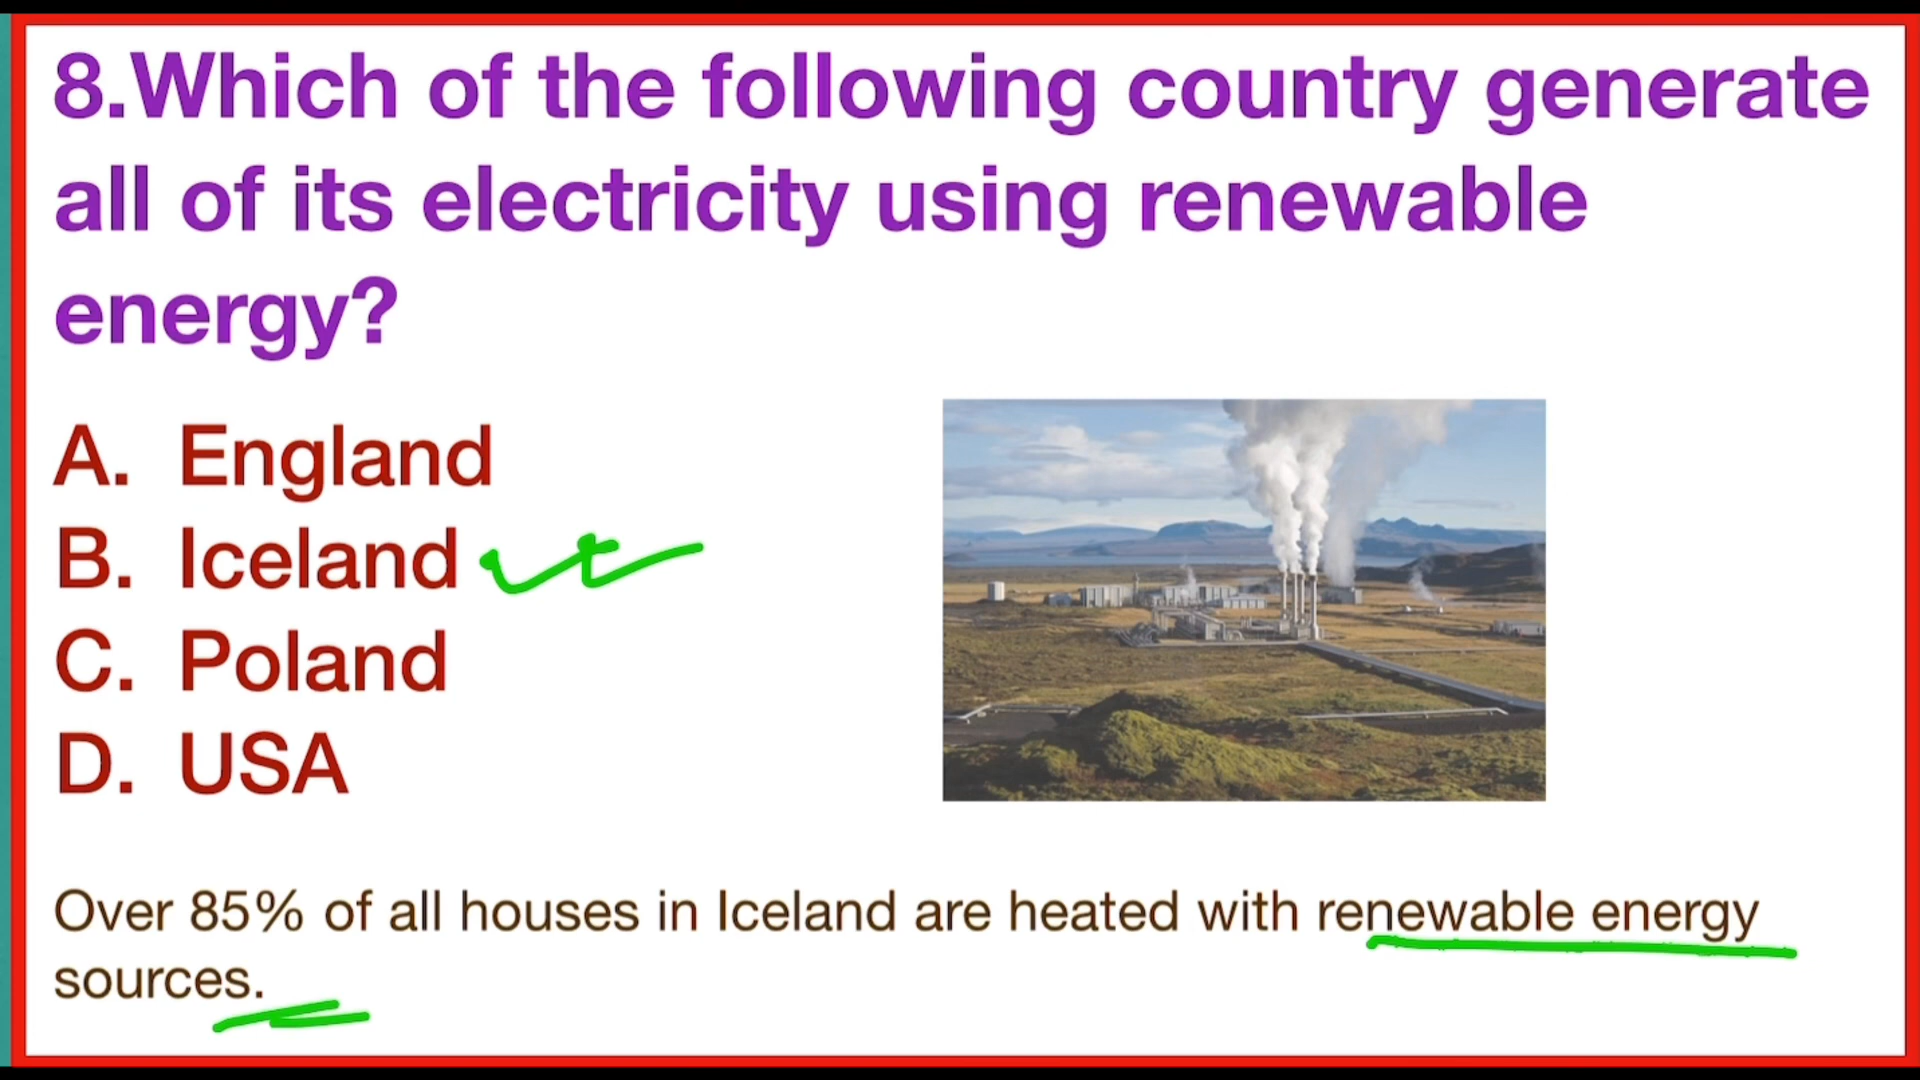 8.Which of the following country generate
all of its electricity using renewable
energy?
A. England
B. Iceland
C. Poland
D. USA
Over 85% of all houses in Iceland are heated with renewable energy
sources.